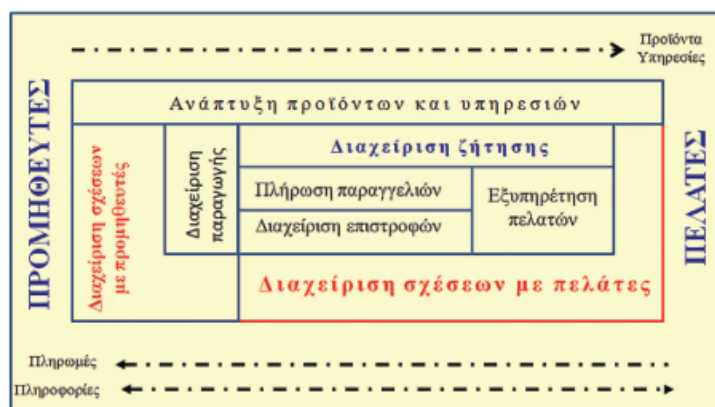 Προϊόντα
Υπηρεσίες
ΠΡΟΜΗΘΕΥΤΕΣ
Ανάπτυξη προϊόντων και υπηρεσιών
Διαχείριση σχέσεων
με προμηθευτές
Διαχείριση
παραγωγής
Διαχείριση ζήτησης
Πλήρωση παραγγελιών
Διαχείριση επιστροφών
Εξυπηρέτηση
πελατών
Διαχείριση σχέσεων με πελάτες
ΠΕΛΑΤΕΣ
Πληρωμές
Πληροφορίες